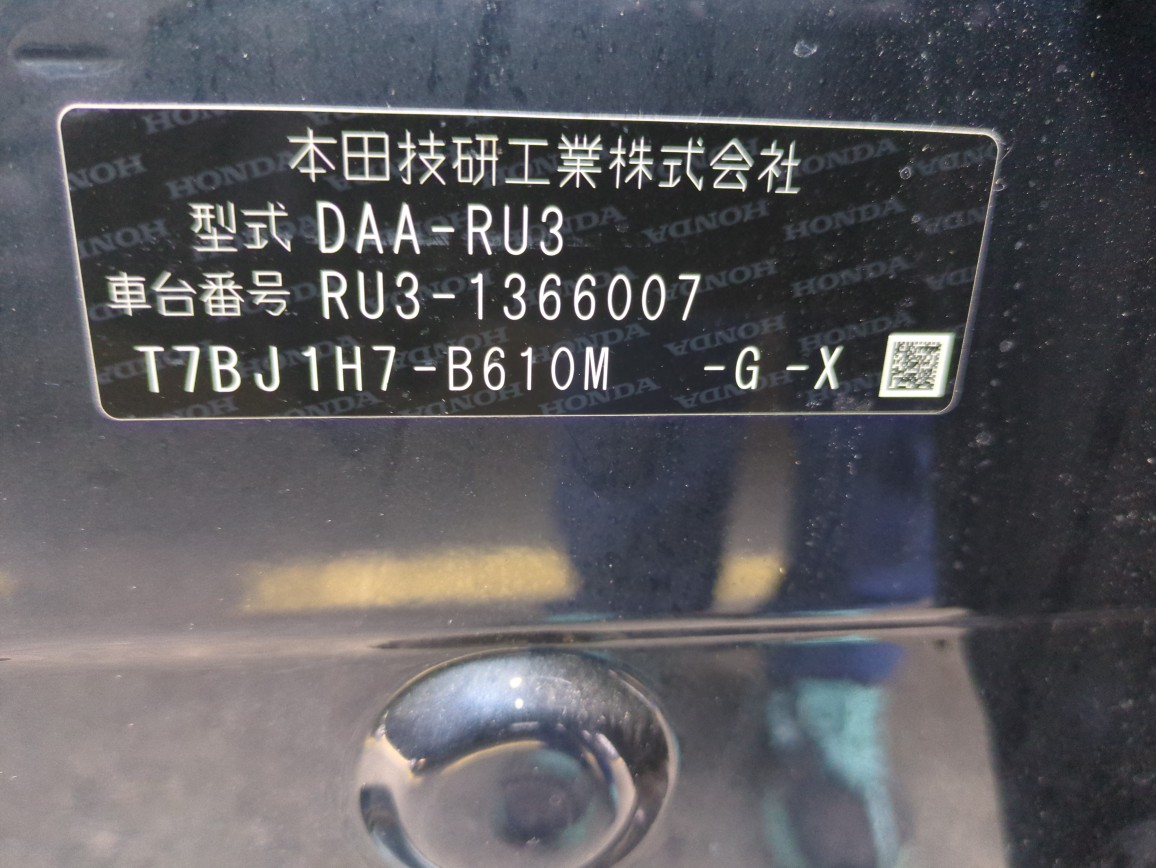 本田技研工業株式会社
型式 DAA-RU3
車台番号 RU3-1366007
T7BJ1H7-B610M -G -X